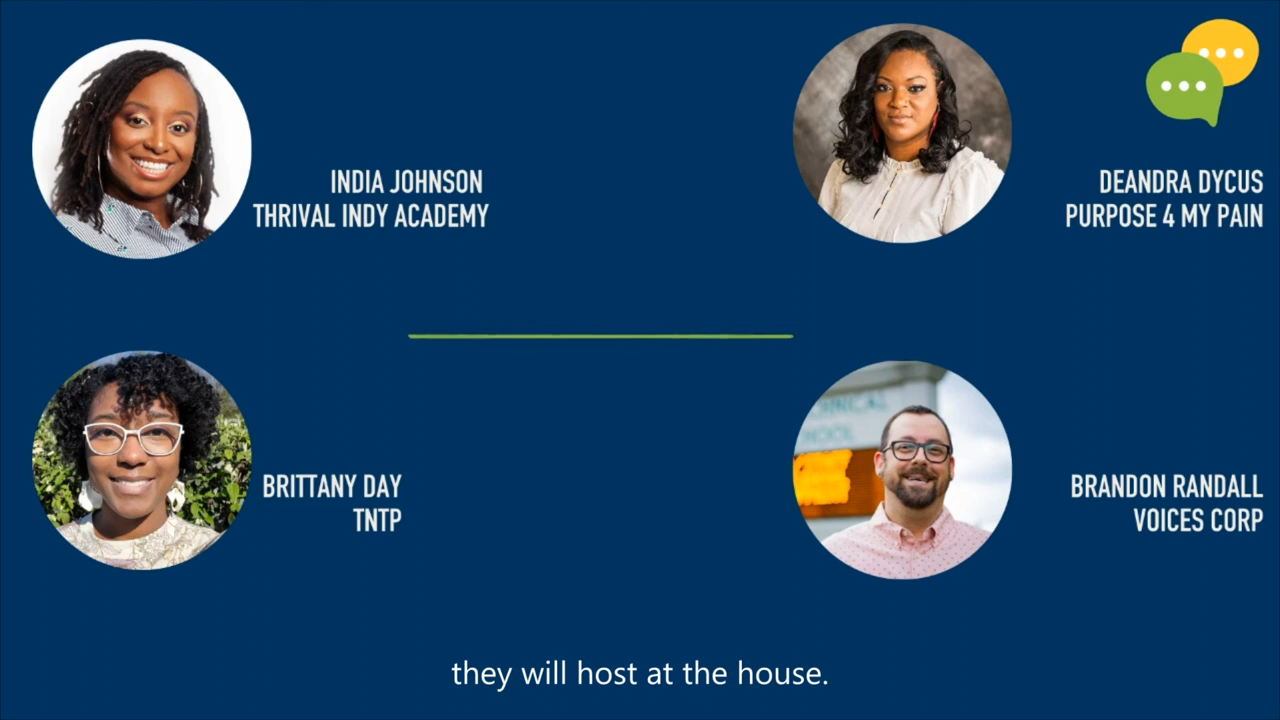 INDIA JOHNSON
THRIVAL INDY ACADEMY
DEANDRA DYCUS
PURPOSE 4 MY PAIN
BRITTANY DAY
TNTP
BRANDON RANDALL
VOICES CORP
they will host at the house.